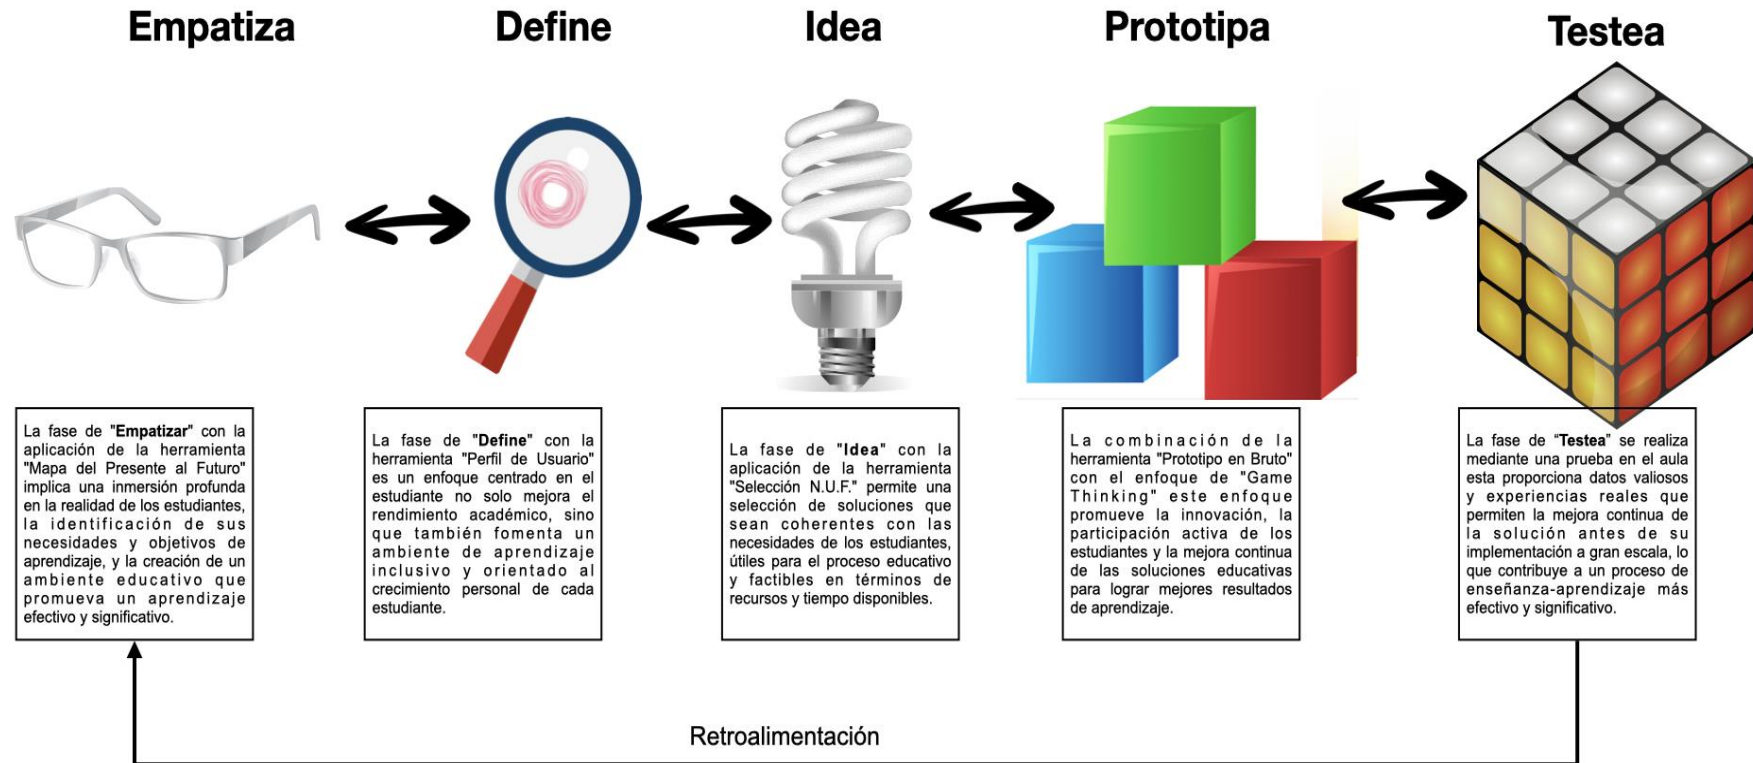 Empatiza
Define
Idea
Prototipa
Testea
La fase de "Empatizar" con la
aplicación de la herramienta
"Mapa del Presente al Futuro"
implica una inmersión profunda
en la realidad de los estudiantes,
la identificación de sus
necesidades y objetivos de
aprendizaje, y la creación de un
ambiente educativo que
promueva un aprendizaje
efectivo y significativo.
La fase de "Define" con la
herramienta "Perfil de Usuario"
es un enfoque centrado en el
estudiante no solo mejora el
rendimiento académico, sino
que también fomenta un
ambiente de aprendizaje
inclusivo y orientado al
crecimiento personal de cada
estudiante.
La fase de "Idea" con la
aplicación de la herramienta
"Selección N.U.F." permite una
selección de soluciones que
sean coherentes con las
necesidades de los estudiantes,
útiles para el proceso educativo
y factibles en términos de
recursos y tiempo disponibles.
La combinación de la
herramienta "Prototipo en Bruto"
con el enfoque de "Game
Thinking" este enfoque
promueve la innovación, la
participación activa de los
estudiantes y la mejora continua
de las soluciones educativas
para lograr mejores resultados
de aprendizaje.
La fase de “Testea” se realiza
mediante una prueba en el aula
esta proporciona datos valiosos
y experiencias reales que
permiten la mejora continua de
la solución antes de su
implementación a gran escala, lo
que contribuye a un proceso de
enseñanza-aprendizaje más
efectivo y significativo.
Retroalimentación